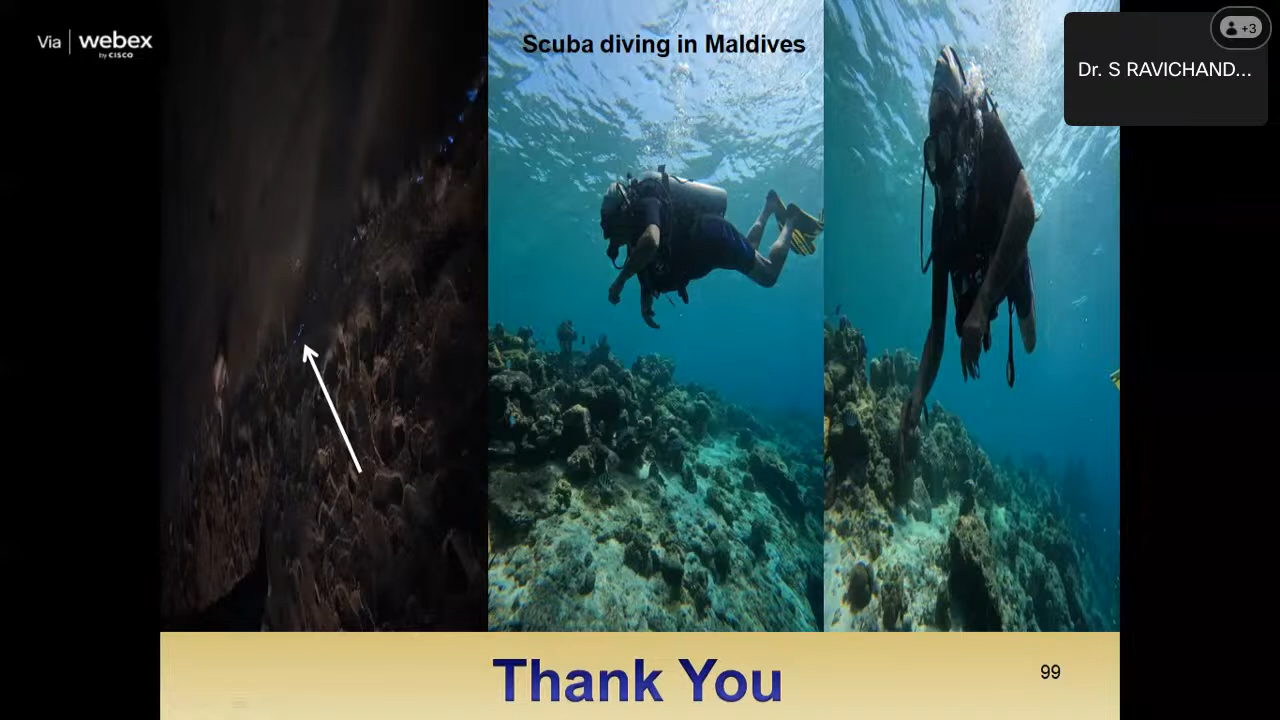 Via webex
by CISCO
Scuba diving in Maldives
+3
Dr. S RAVICHAND...
Thank You
99